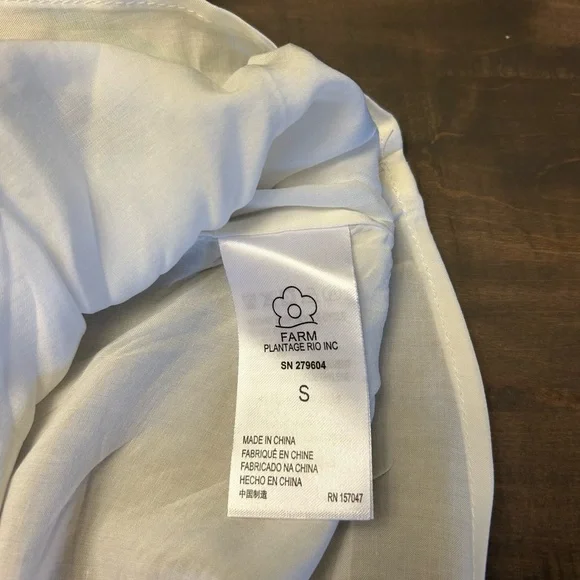 FARM
PLANTAGE RIO INC
SN 279604
S
MADE IN CHINA
FABRIQUÉ EN CHINE
FABRICADO NA CHINA
HECHO EN CHINA
中国制造 RN 157047